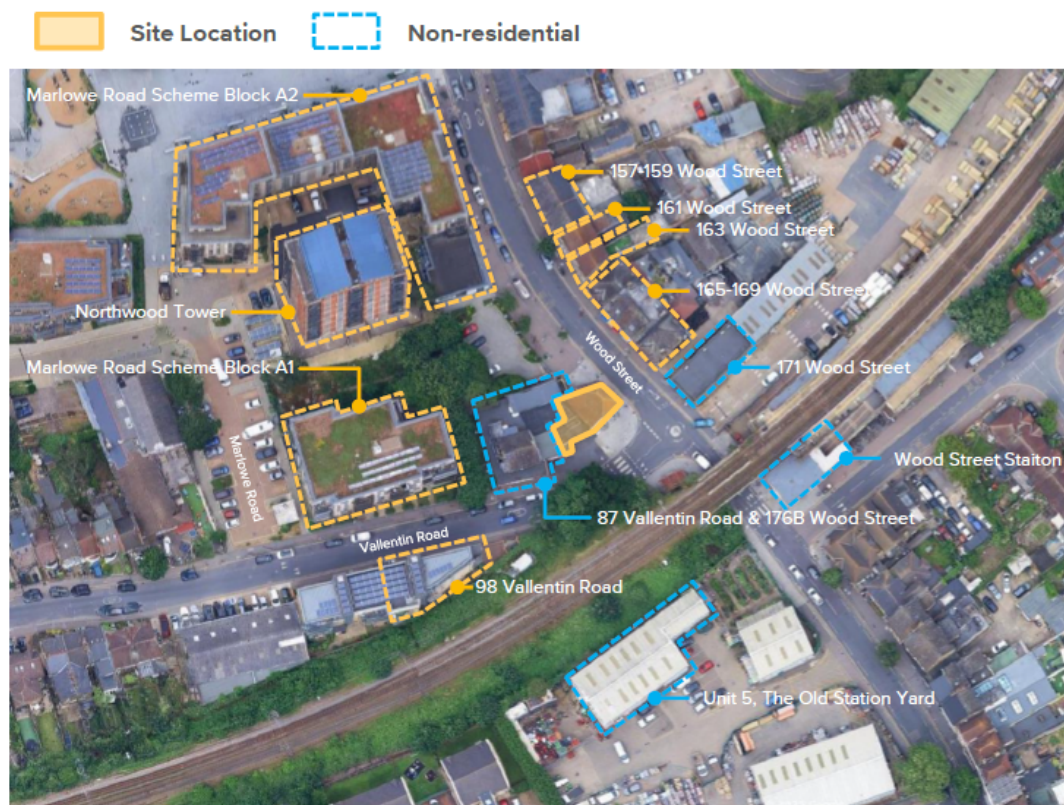 Site Location
Non-residential
Marlowe Road Scheme Block A2
157-159 Wood Street
161 Wood Street
163 Wood Street
165-169 Wood Street
Northwood Tower
Wood Street
Marlowe Road Scheme Block A1
171 Wood Street
Marlowe Road
Wood Street Staiton
87 Vallentin Road & 176B Wood Street
Vallentin Road
98 Vallentin Road
Unit 5, The Old Station Yard